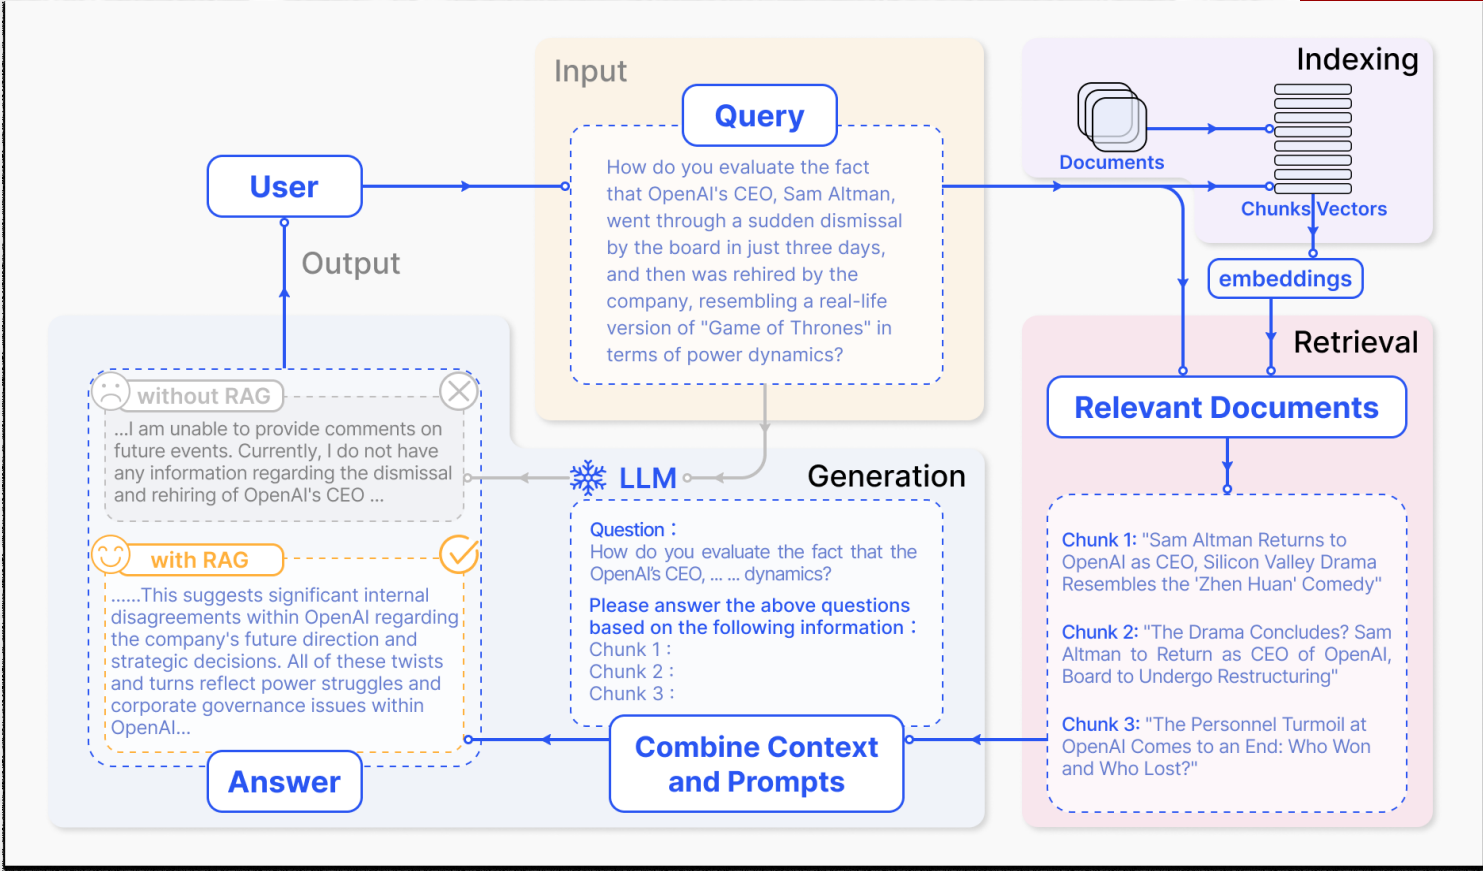 Input
Query
How do you evaluate the fact
that OpenAI's CEO, Sam Altman,
went through a sudden dismissal
by the board in just three days,
and then was rehired by the
company, resembling a real-life
version of "Game of Thrones" in
terms of power dynamics?
Indexing
Documents
Chunks Vectors
embeddings
User
Output
Retrieval
Relevant Documents
Chunk 1: "Sam Altman Returns to
OpenAI as CEO, Silicon Valley Drama
Resembles the 'Zhen Huan' Comedy"
Chunk 2: "The Drama Concludes? Sam
Altman to Return as CEO of OpenAI,
Board to Undergo Restructuring"
Chunk 3: "The Personnel Turmoil at
OpenAI Comes to an End: Who Won
and Who Lost?"
LLM
Generation
Question :
How do you evaluate the fact that the
OpenAI's CEO, ... ... dynamics?
Please answer the above questions
based on the following information :
Chunk 1 :
Chunk 2 :
Chunk 3 :
Combine Context
and Prompts
without RAG
...I am unable to provide comments on
future events. Currently, I do not have
any information regarding the dismissal
and rehiring of OpenAI's CEO ...
with RAG
......This suggests significant internal
disagreements within OpenAI regarding
the company's future direction and
strategic decisions. All of these twists
and turns reflect power struggles and
corporate governance issues within
OpenAI...
Answer